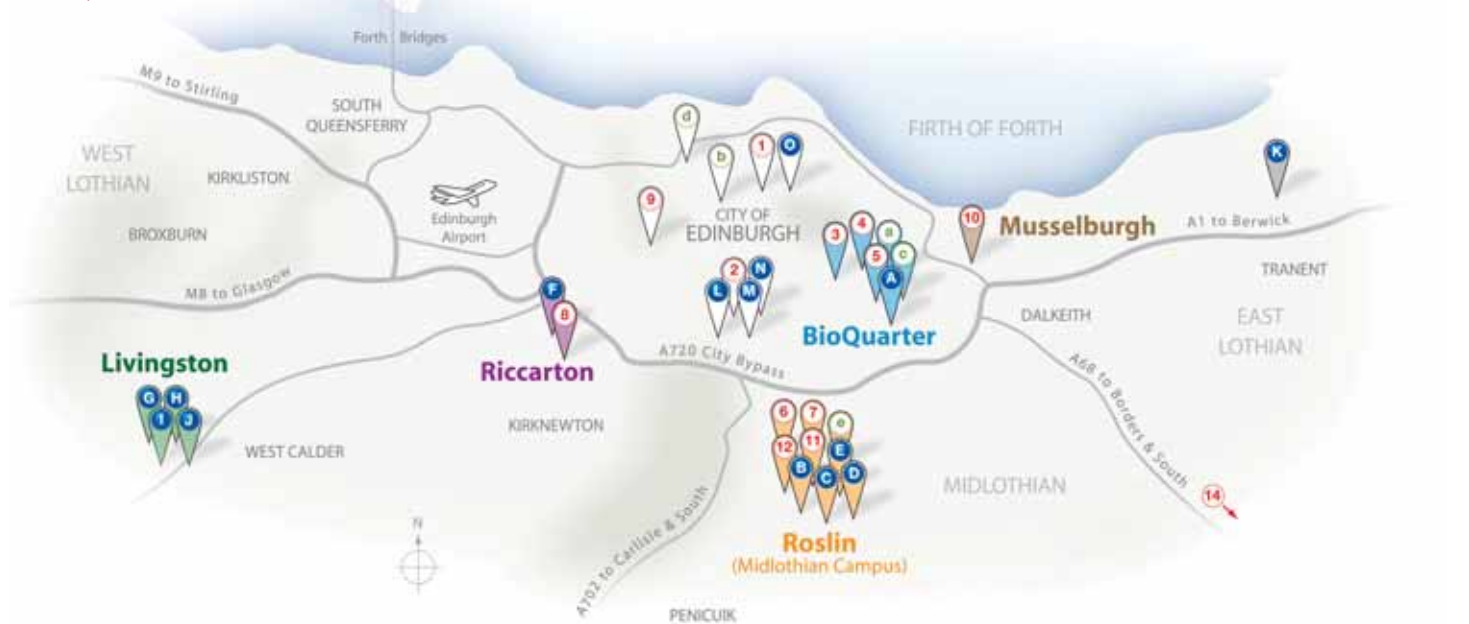 Forth Bridges
M9 to Stirling
SOUTH
QUEENSFERRY
FIRTH OF FORTH
WEST
LOTHIAN
KIRKLISTON
BROXBURN
Edinburgh
Airport
d
b
1
O
9
CITY OF
EDINBURGH
K
3
4
a
5
c
A
10
Musselburgh
A1 to Berwick
TRANENT
M8 to Glasgow
F
8
2
N
L
M
BioQuarter
DALKEITH
EAST
LOTHIAN
Livingston
G
H
I
J
Riccarton
A720 City Bypass
A68 to Borders & South
KIRKNEWTON
WEST CALDER
6
7
e
12
11
E
B
C
D
MIDLOTHIAN
14
N
A702 to Carlisle & South
Roslin
(Midlothian Campus)
PENICUIK